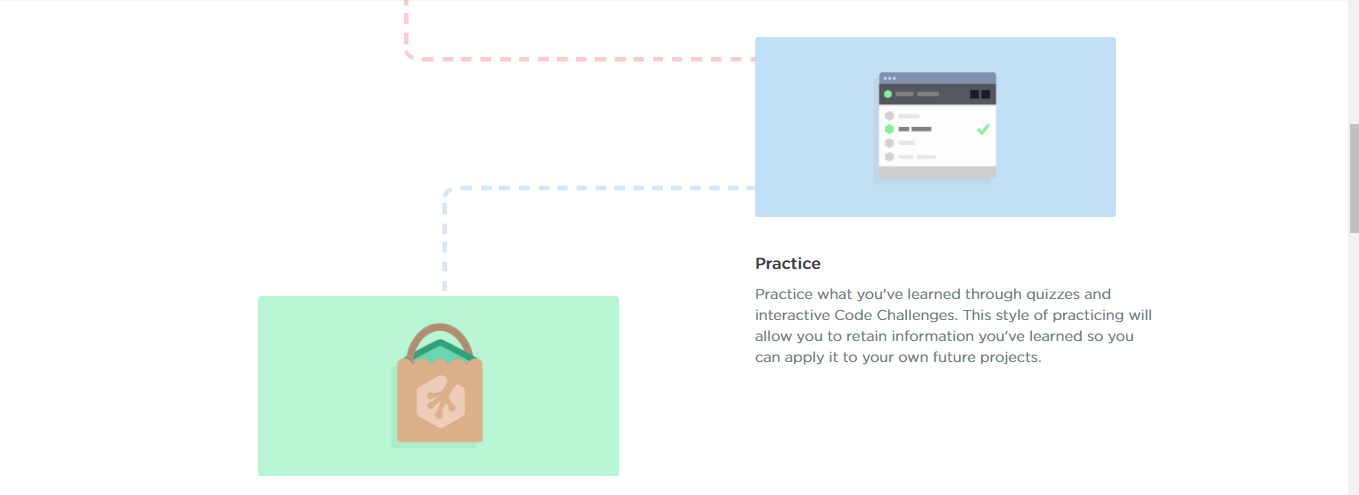 Practice
Practice what you've learned through quizzes and
interactive Code Challenges. This style of practicing will
allow you to retain information you've learned so you
can apply it to your own future projects.